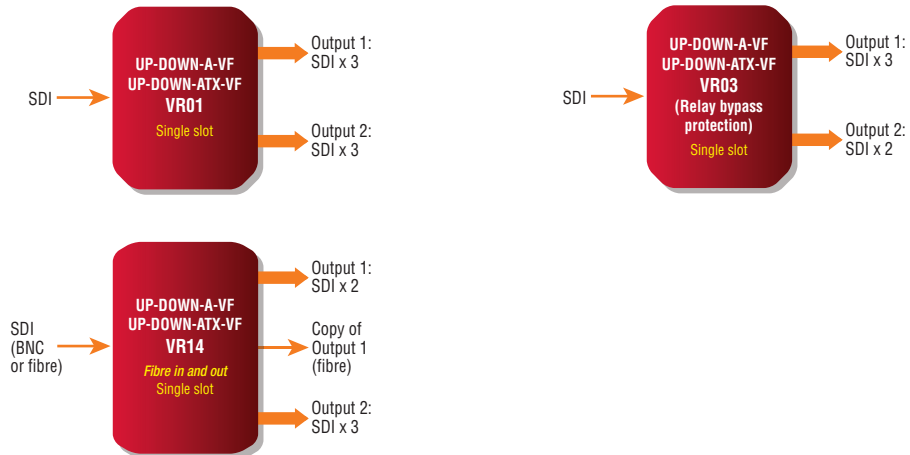 SDI
UP-DOWN-A-VF
UP-DOWN-ATX-VF
VR01
Single slot
Output 1:
SDI x 3
Output 2:
SDI x 3
SDI
UP-DOWN-A-VF
UP-DOWN-ATX-VF
VR03
(Relay bypass
protection)
Single slot
Output 1:
SDI x 3
Output 2:
SDI x 2
SDI
(BNC
or fibre)
UP-DOWN-A-VF
UP-DOWN-ATX-VF
VR14
Fibre in and out
Single slot
Output 1:
SDI x 2
Copy of
Output 1
(fibre)
Output 2:
SDI x 3